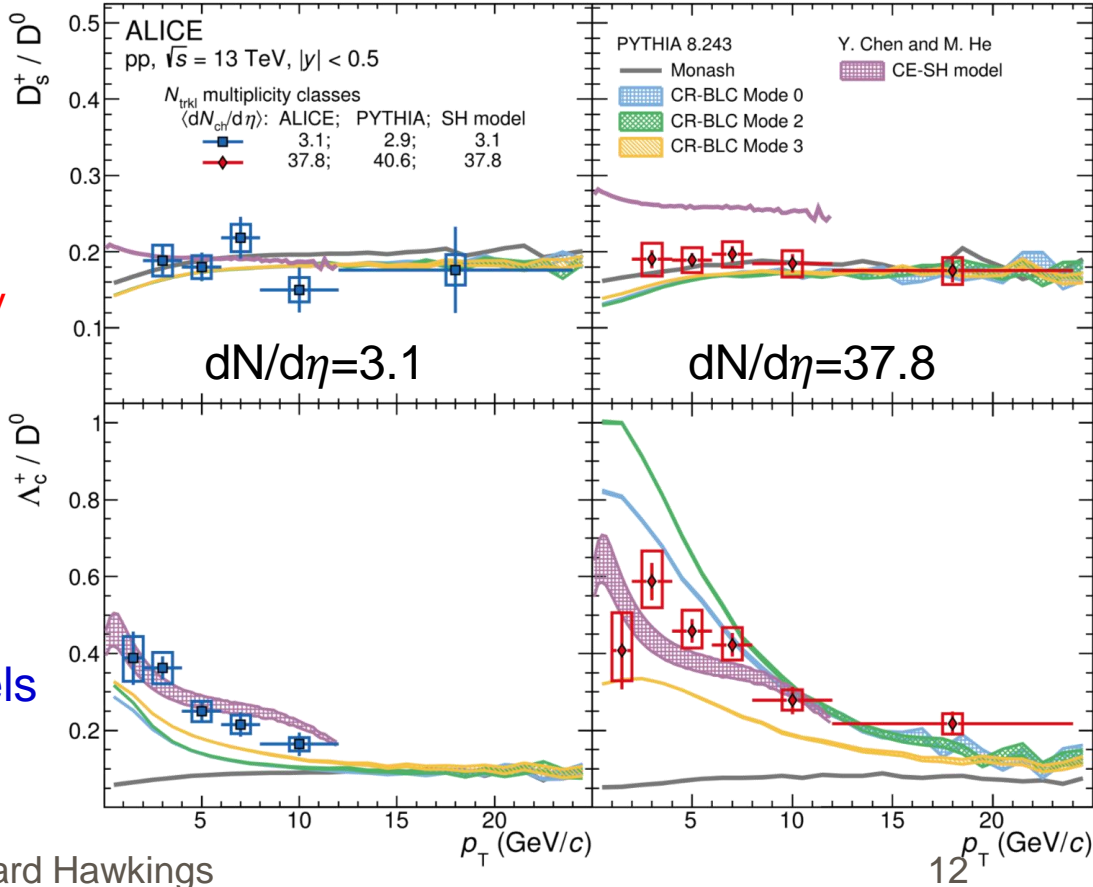 0.5
0.4
0.3
0.2
0.1
D_s^+ / D^0
ALICE
pp, √s = 13 TeV, |y| < 0.5
N_trkl multiplicity classes
⟨dN_ch/dη⟩: ALICE; PYTHIA; SH model
3.1; 2.9; 3.1
37.8; 40.6; 37.8
dN/dη=3.1
PYTHIA 8.243
Monash
CR-BLC Mode 0
CR-BLC Mode 2
CR-BLC Mode 3
Y. Chen and M. He
CE-SH model
dN/dη=37.8
y
1
0.8
0.6
0.4
0.2
Λ_c^+ / D^0
els
5 10 20
p_T (GeV/c)
5 10 20
p_T (GeV/c)
ard Hawkings
12